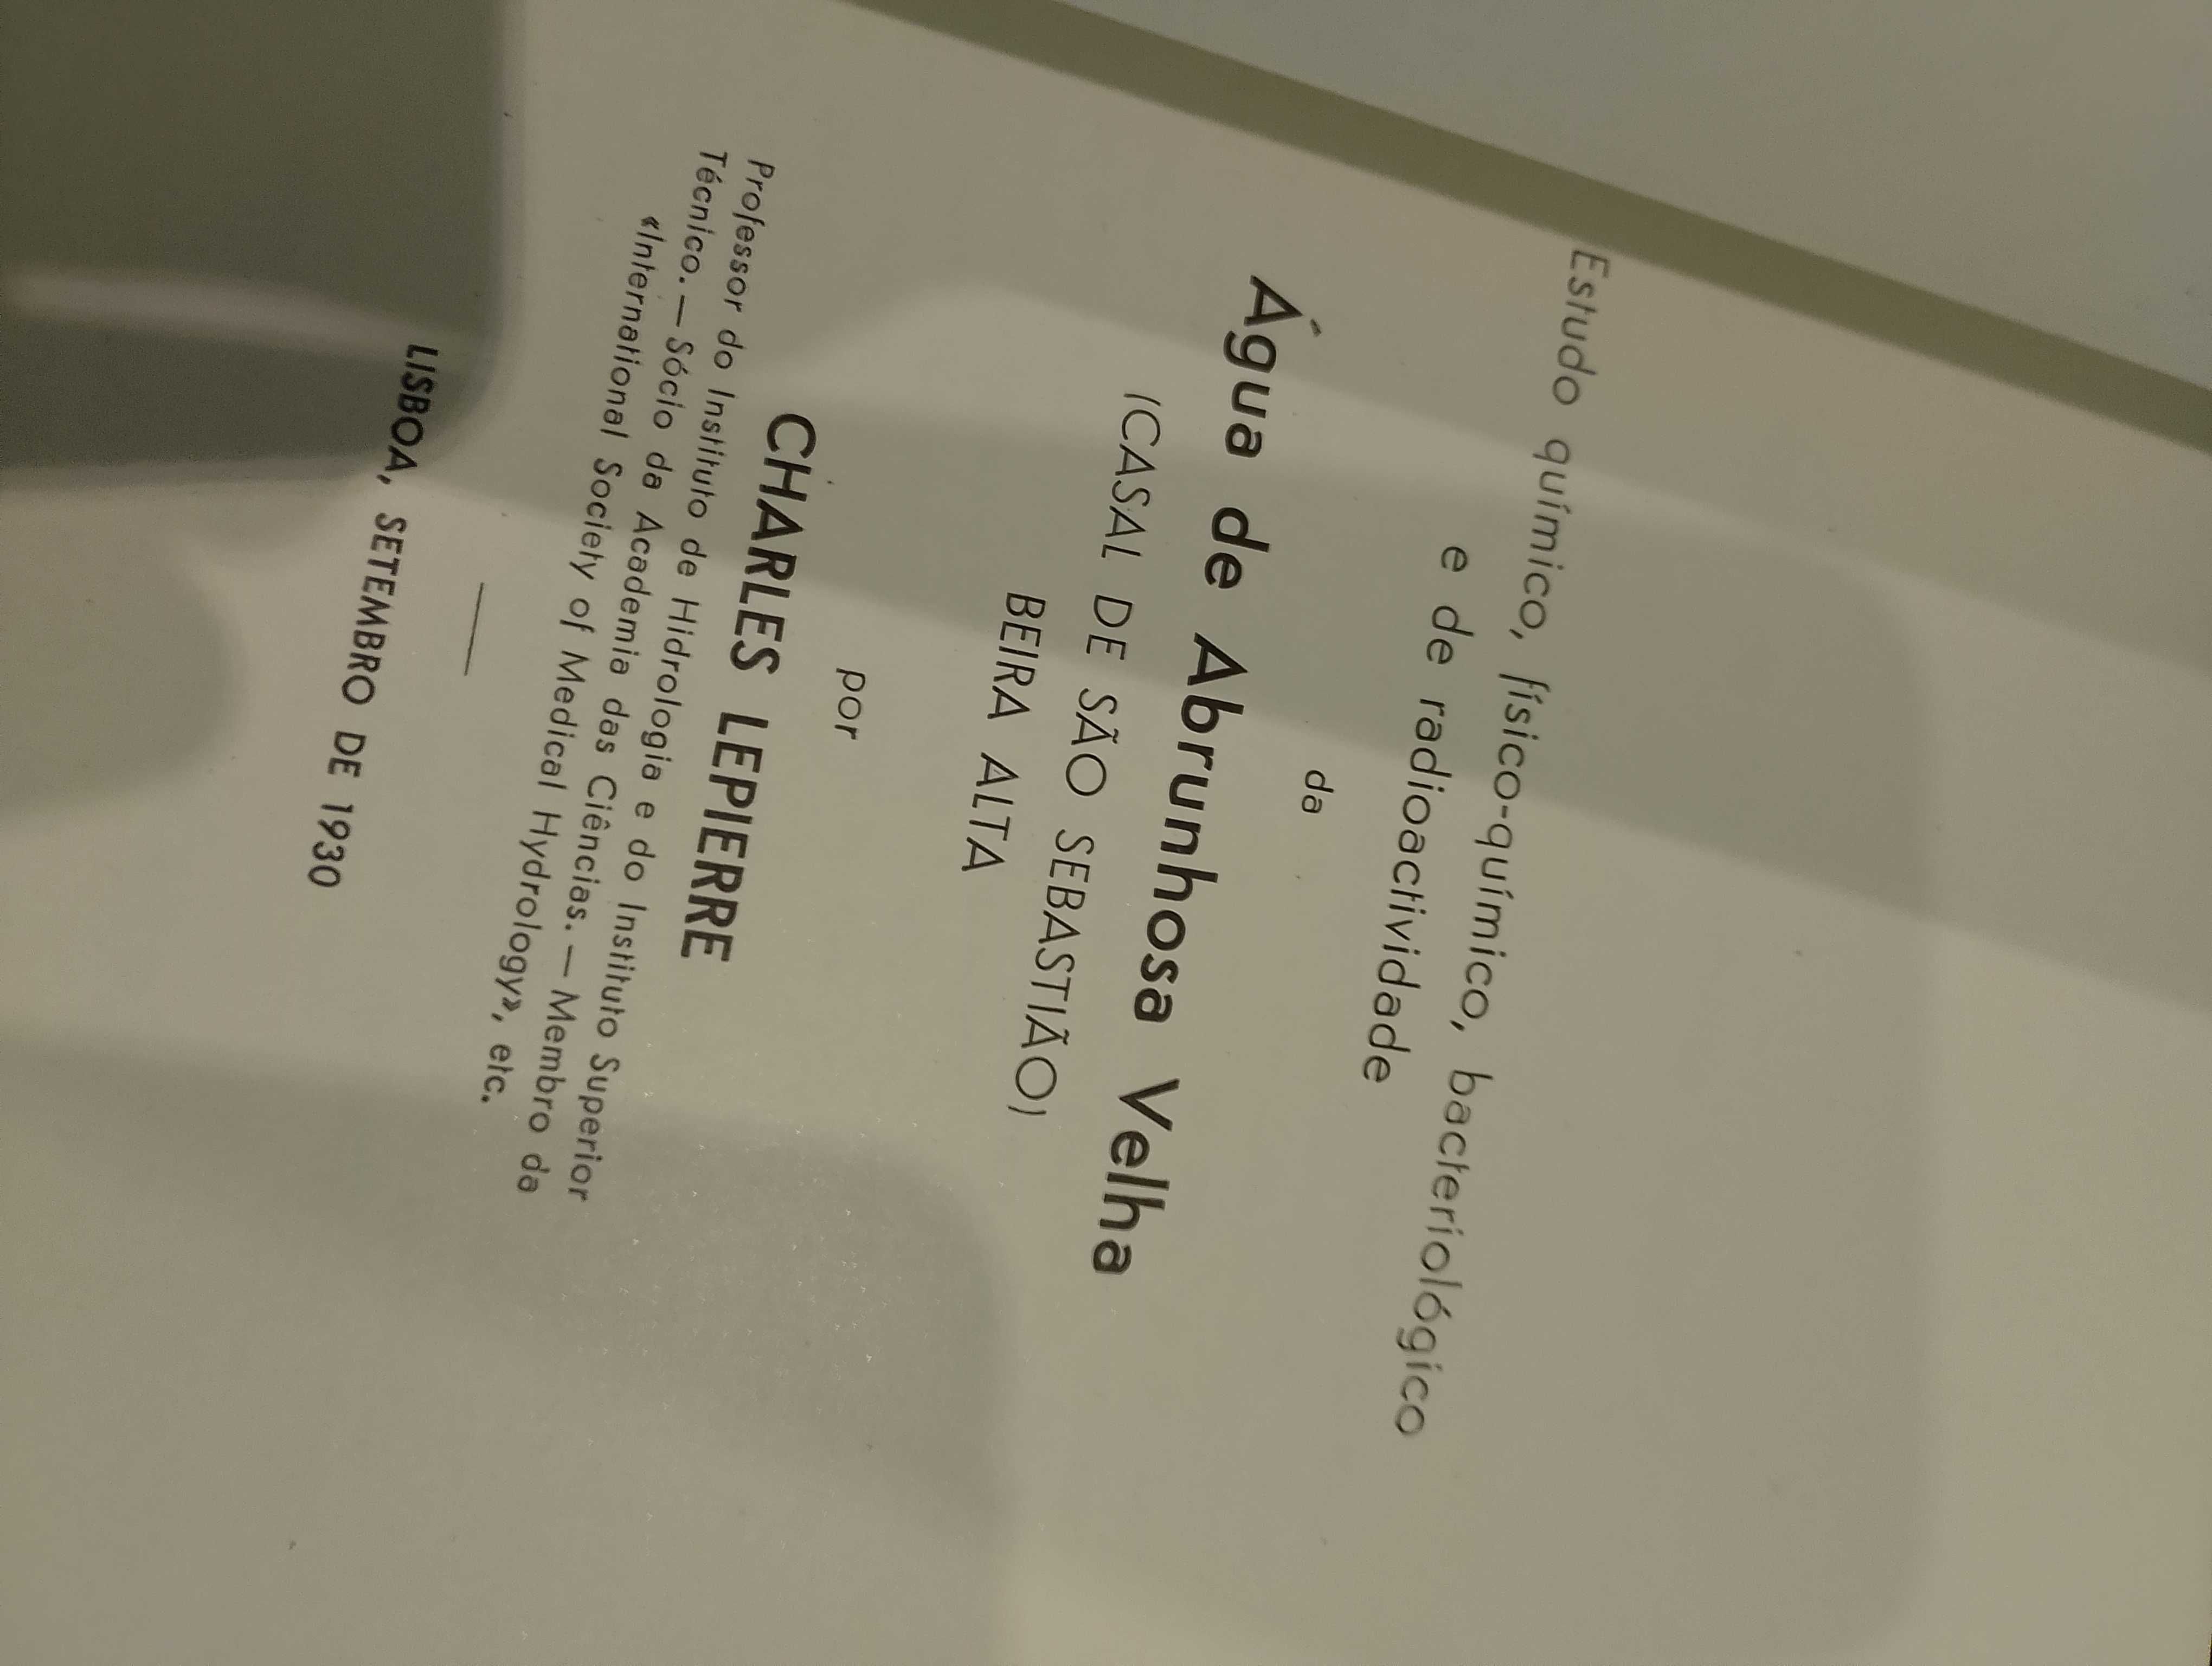 Estudo químico, físico-químico, bacteriológico
e de radioactividade
da
Água de Abrunhosa Velha
(CASAL DE SÃO SEBASTIÃO)
BEIRA ALTA
por
CHARLES LEPIERRE
Professor do Instituto de Hidrologia e do Instituto Superior
Técnico. — Sócio da Academia das Ciências. — Membro da
«International Society of Medical Hydrology», etc.
LISBOA, SETEMBRO DE 1930